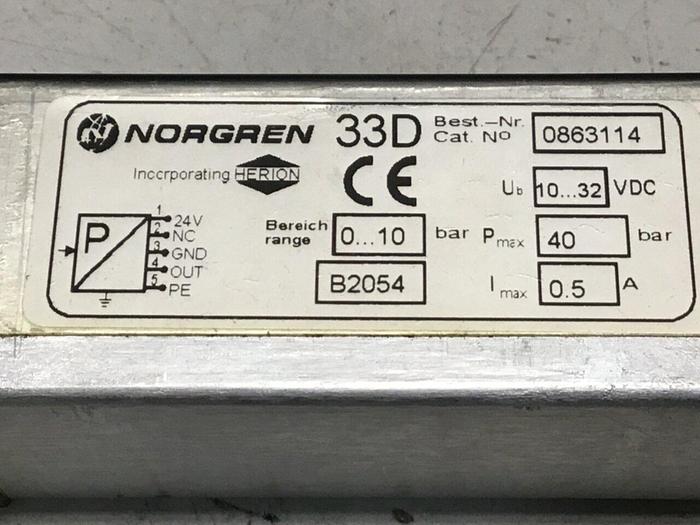 NORGREN 33D Best.-Nr. Cat. No 0863114
Inccrporating HERION CE Ub 10...32 VDC
P
1 24V
2 NC
3 GND
4 OUT
5 PE
Bereich range 0...10 bar Pmax 40 bar
B2054 Imax 0.5 A